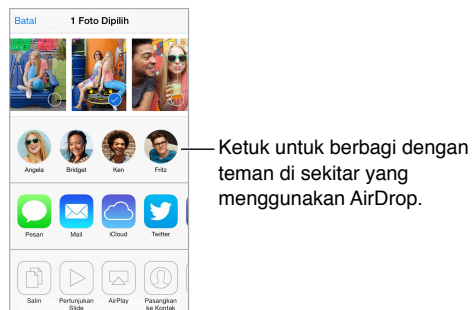 Batal 1 Foto Dipilih
Angela Bridget Ken Fritz
Ketuk untuk berbagi dengan
teman di sekitar yang
menggunakan AirDrop.
Pesan Mail iCloud Twitter
Salin Pertunjukan AirPlay Pasangkan
Slide ke Kontak